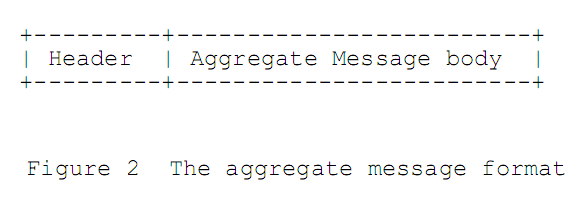 +---------+-------------------------+
| Header | Aggregate Message body |
+---------+-------------------------+
Figure 2 The aggregate message format